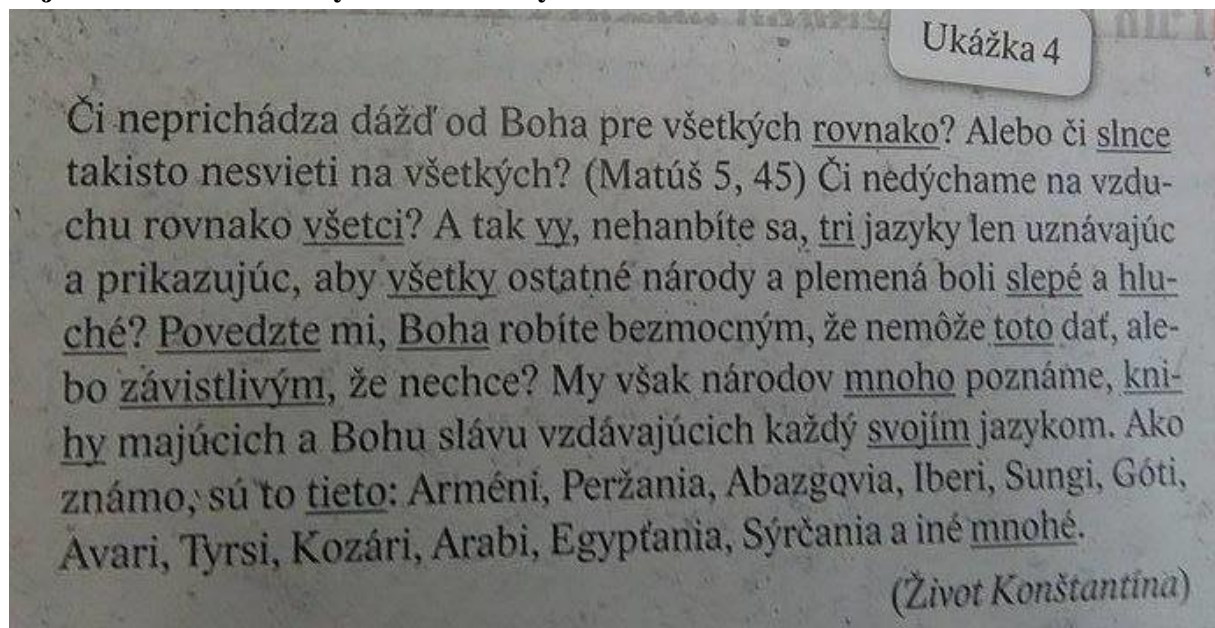 Ukážka 4
Či neprichádza dážď od Boha pre všetkých rovnako? Alebo či slnce
takisto nesvieti na všetkých? (Matúš 5, 45) Či nedýchame na vzdu-
chu rovnako všetci? A tak vy, nehanbíte sa, tri jazyky len uznávajúc
a prikazujúc, aby všetky ostatné národy a plemená boli slepé a hlu-
ché? Povedzte mi, Boha robíte bezmocným, že nemôže toto dať, ale-
bo závistlivým, že nechce? My však národov mnoho poznáme, kni-
hy majúcich a Bohu slávu vzdávajúcich každý svojím jazykom. Ako
známo, sú to tieto: Arméni, Peržania, Abazgovia, Iberi, Sungi, Góti,
Avari, Tyrsi, Kozári, Arabi, Egypťania, Sýrčania a iné mnohé.
(Život Konštantína)